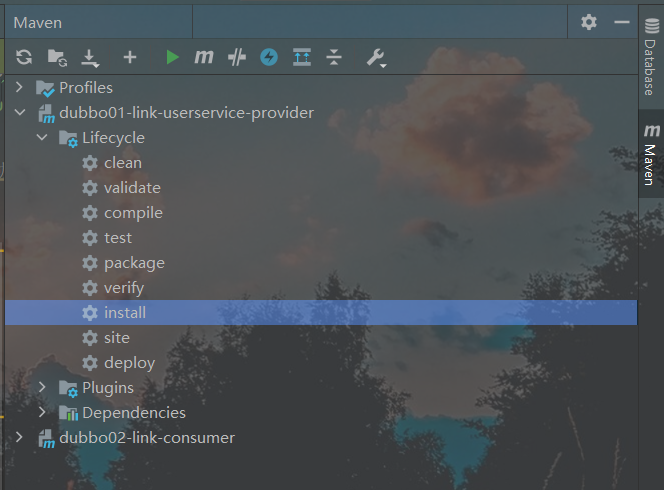 Maven
Profiles
dubbo01-link-userservice-provider
Lifecycle
clean
validate
compile
test
package
verify
install
site
deploy
Plugins
Dependencies
dubbo02-link-consumer
Database
Maven